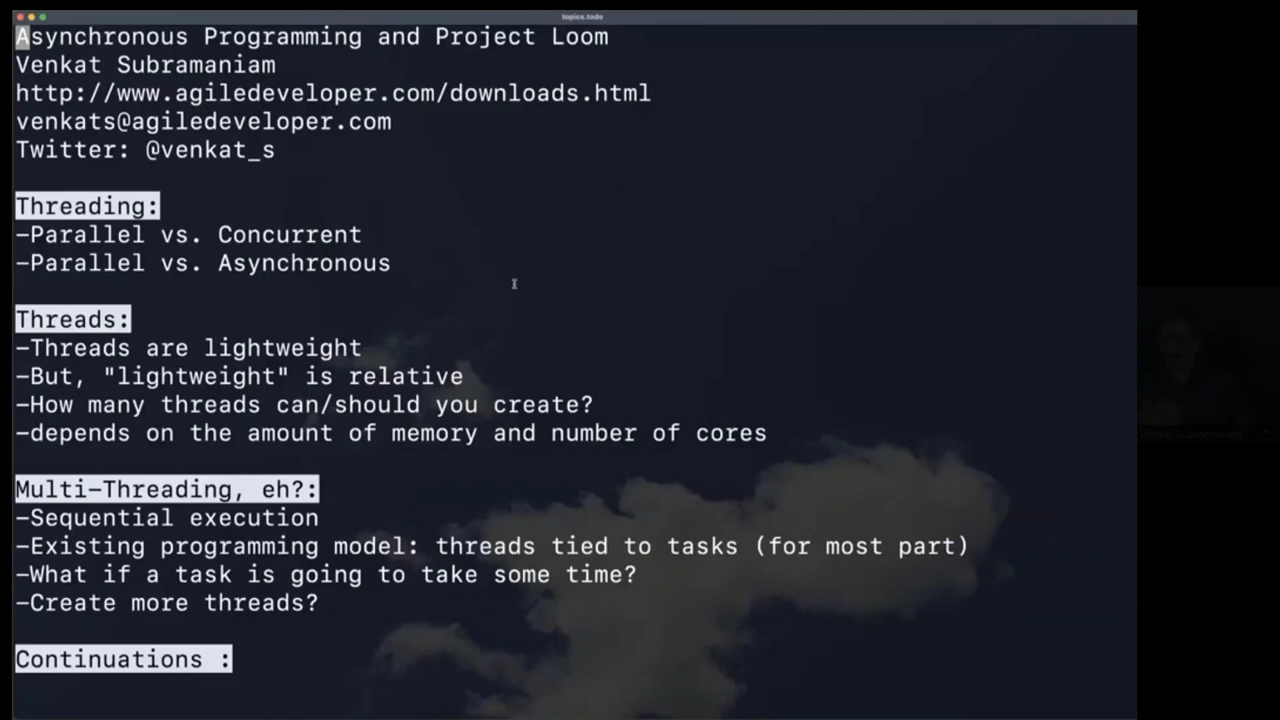 topics.todo
Asynchronous Programming and Project Loom
Venkat Subramaniam
http://www.agiledeveloper.com/downloads.html
venkats@agiledeveloper.com
Twitter: @venkat_s
Threading:
-Parallel vs. Concurrent
-Parallel vs. Asynchronous
Threads:
-Threads are lightweight
-But, "lightweight" is relative
-How many threads can/should you create?
-depends on the amount of memory and number of cores
Multi-Threading, eh?:
-Sequential execution
-Existing programming model: threads tied to tasks (for most part)
-What if a task is going to take some time?
-Create more threads?
Continuations :
Venkat Subramaniam